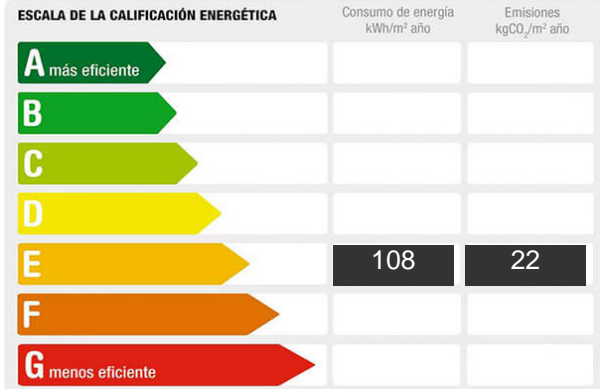 ESCALA DE LA CALIFICACIÓN ENERGÉTICA
Consumo de energía
kWh/m² año
Emisiones
kgCO₂/m² año
A más eficiente
B
C
D
E 108 22
F
G menos eficiente